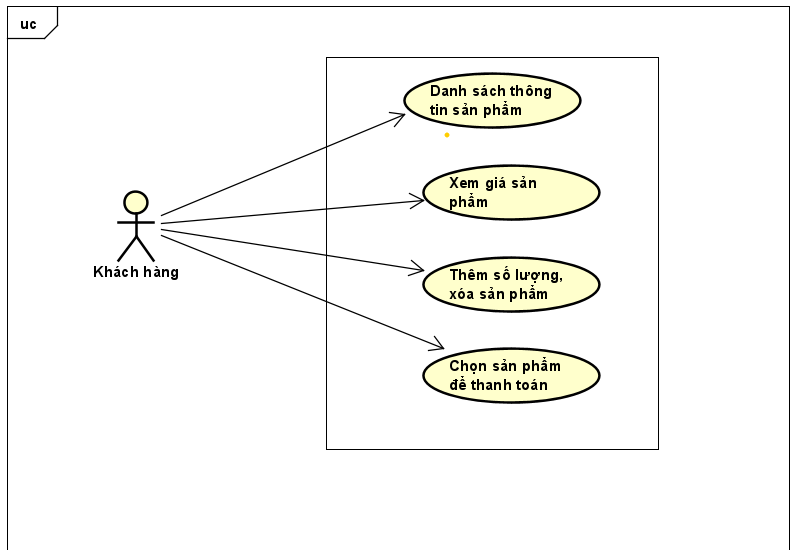 uc
Danh sách thông
tin sản phẩm
Xem giá sản
phẩm
Khách hàng
Thêm số lượng,
xóa sản phẩm
Chọn sản phẩm
để thanh toán